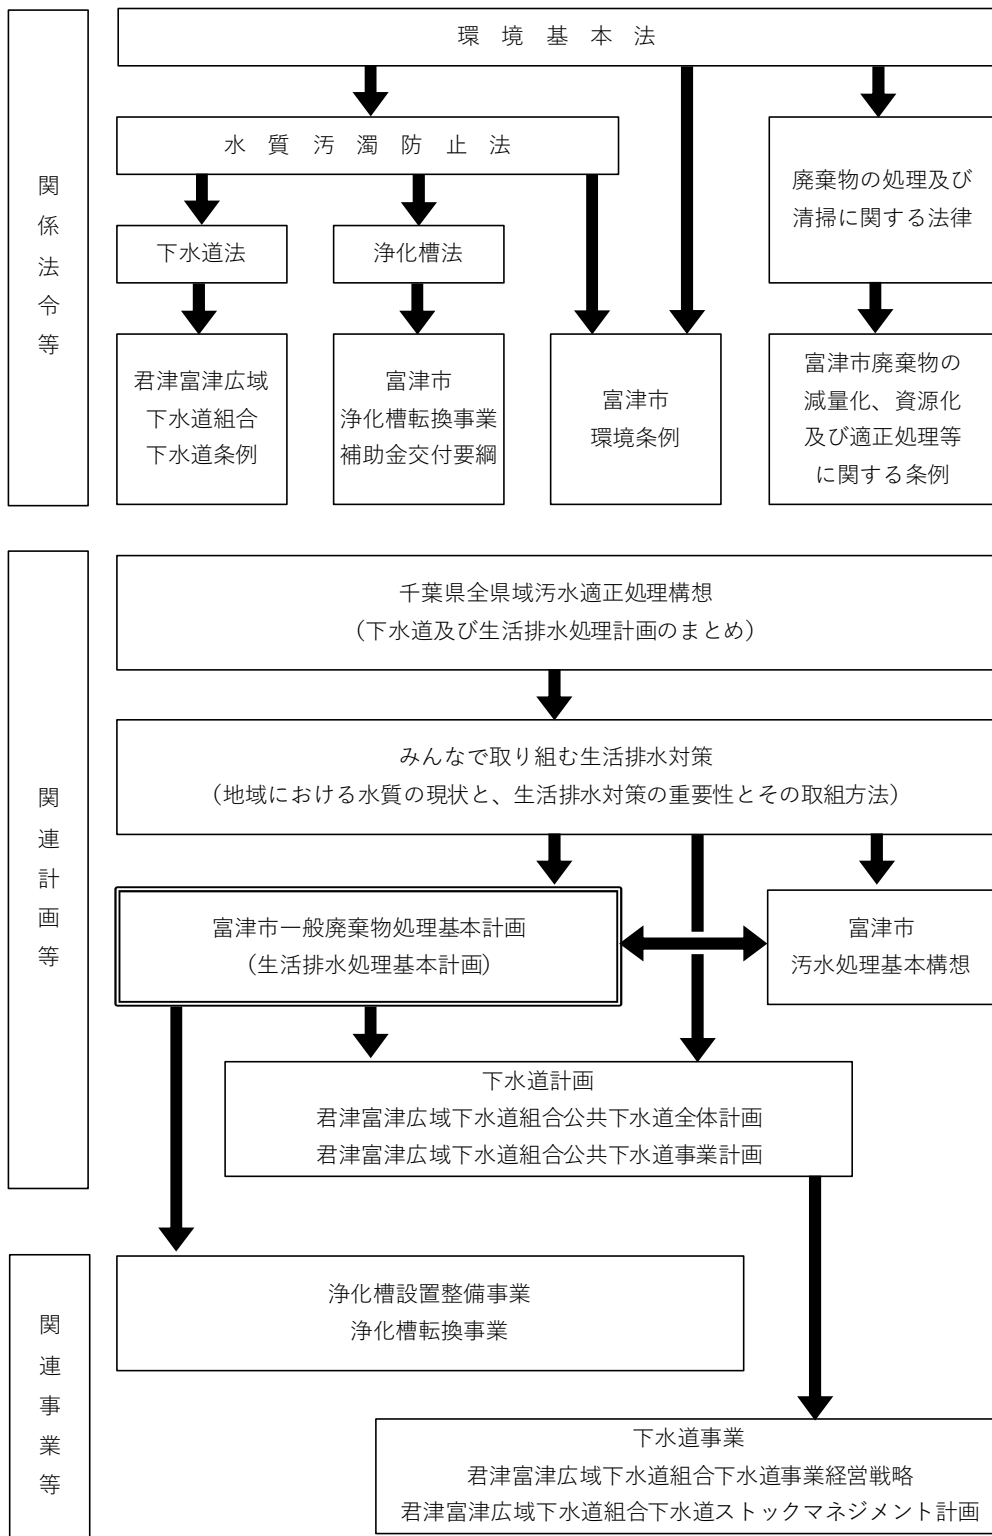 関係法令等
環境基本法
水質汚濁防止法
廃棄物の処理及び
清掃に関する法律
下水道法
浄化槽法
君津富津広域
下水道組合
下水道条例
富津市
浄化槽転換事業
補助金交付要綱
富津市
環境条例
富津市廃棄物の
減量化、資源化
及び適正処理等
に関する条例
関連計画等
千葉県全県域汚水適正処理構想
（下水道及び生活排水処理計画のまとめ）
みんなで取り組む生活排水対策
（地域における水質の現状と、生活排水対策の重要性とその取組方法）
富津市一般廃棄物処理基本計画
（生活排水処理基本計画）
富津市
汚水処理基本構想
下水道計画
君津富津広域下水道組合公共下水道全体計画
君津富津広域下水道組合公共下水道事業計画
関連事業等
浄化槽設置整備事業
浄化槽転換事業
下水道事業
君津富津広域下水道組合下水道事業経営戦略
君津富津広域下水道組合下水道ストックマネジメント計画